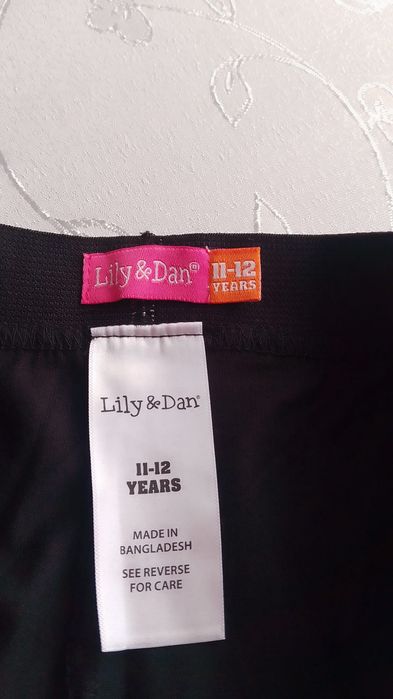 Lily & Dan®
11-12
YEARS
Lily & Dan®
11-12
YEARS
MADE IN
BANGLADESH
SEE REVERSE
FOR CARE